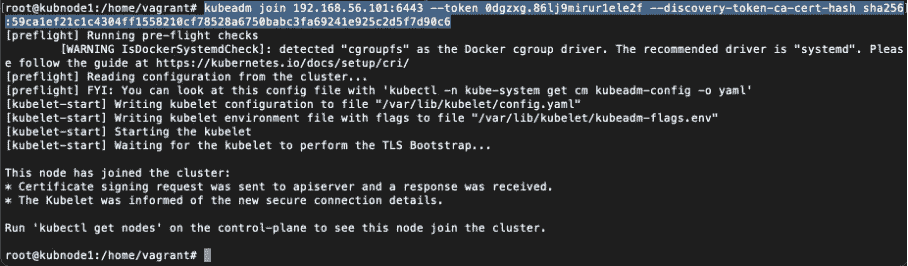 [root@kubnode1:/home/vagrant# kubeadm join 192.168.56.101:6443 --token 0dgzxg.86lj9mirur1ele2f --discovery-token-ca-cert-hash sha256]
:59ca1ef21c1c4304ff1558210cf78528a6750babc3fa69241e925c2d5f7d90c6
[preflight] Running pre-flight checks
[WARNING IsDockerSystemdCheck]: detected "cgroupfs" as the Docker cgroup driver. The recommended driver is "systemd". Pleas
e follow the guide at https://kubernetes.io/docs/setup/cri/
[preflight] Reading configuration from the cluster...
[preflight] FYI: You can look at this config file with 'kubectl -n kube-system get cm kubeadm-config -o yaml'
[kubelet-start] Writing kubelet configuration to file "/var/lib/kubelet/config.yaml"
[kubelet-start] Writing kubelet environment file with flags to file "/var/lib/kubelet/kubeadm-flags.env"
[kubelet-start] Starting the kubelet
[kubelet-start] Waiting for the kubelet to perform the TLS Bootstrap...
This node has joined the cluster:
* Certificate signing request was sent to apiserver and a response was received.
* The Kubelet was informed of the new secure connection details.
Run 'kubectl get nodes' on the control-plane to see this node join the cluster.
root@kubnode1:/home/vagrant#